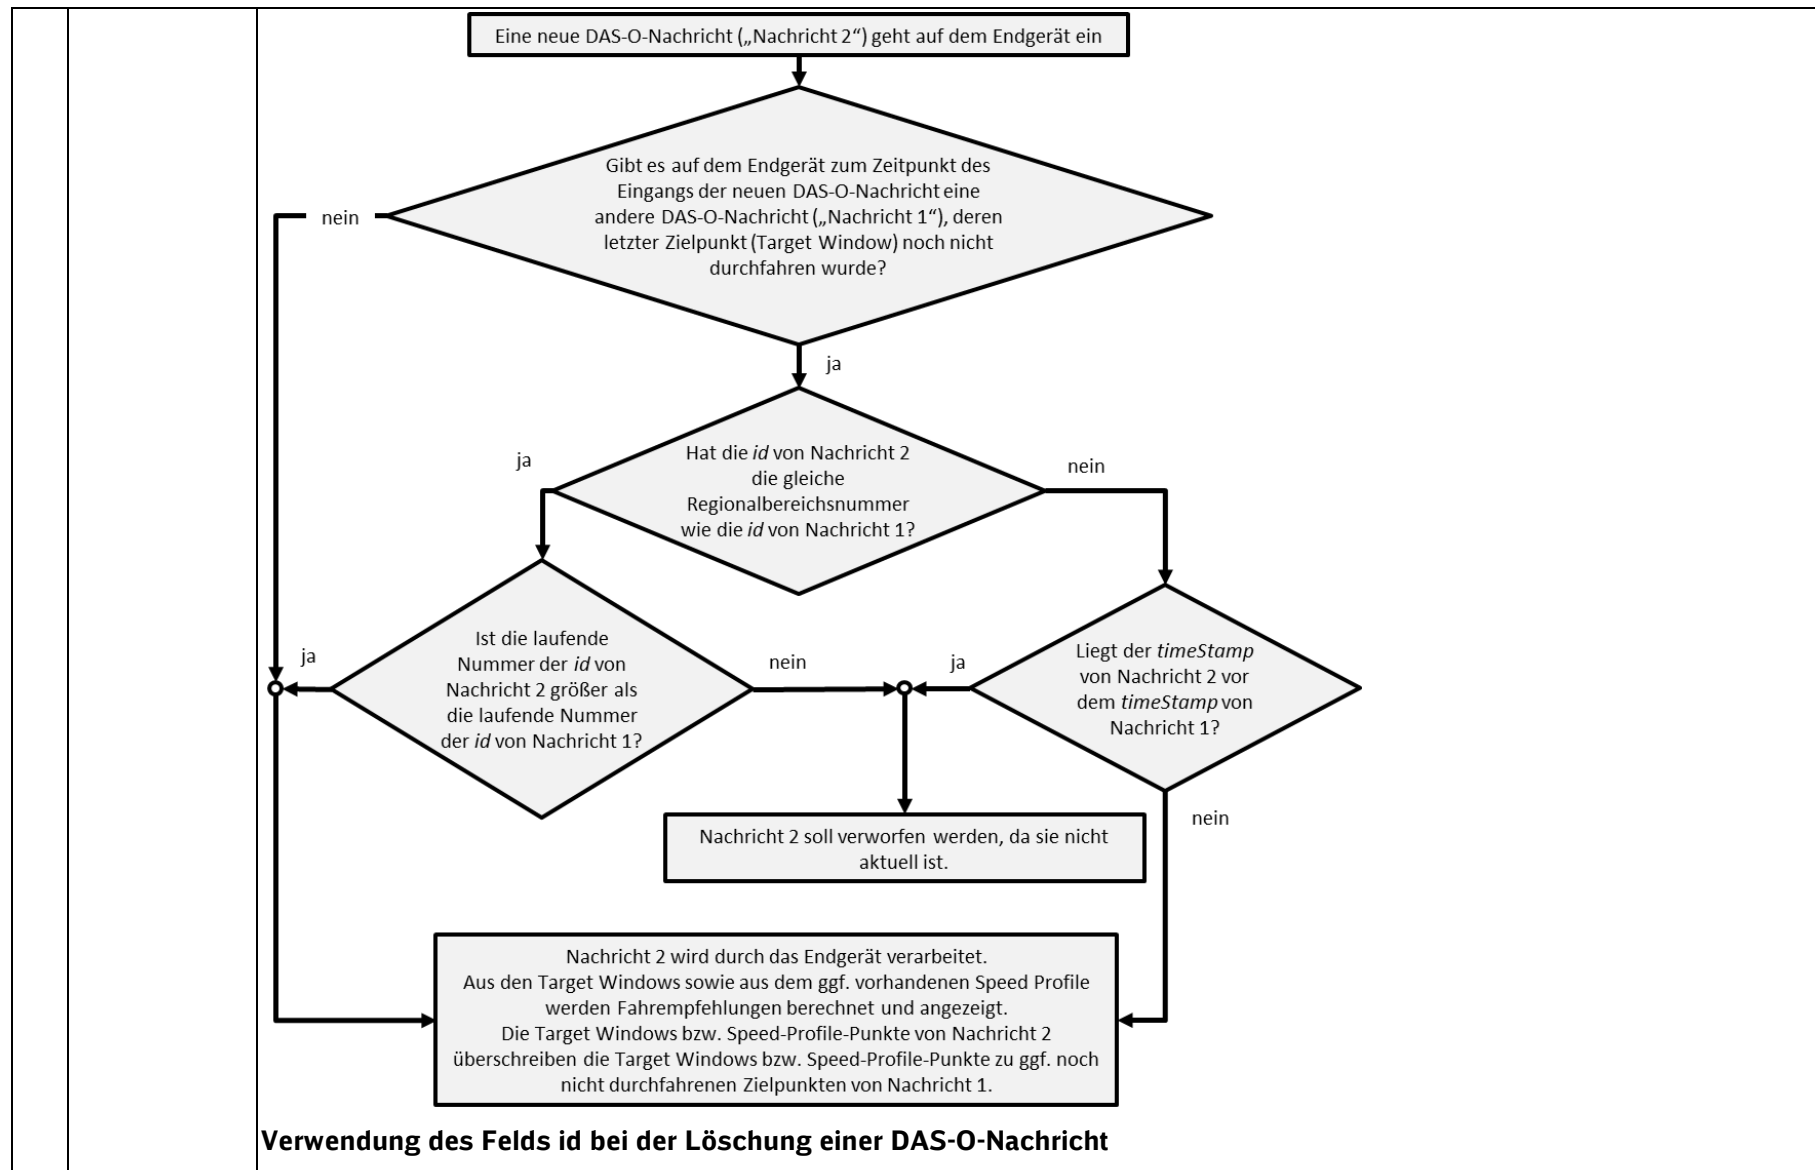 Eine neue DAS-O-Nachricht („Nachricht 2“) geht auf dem Endgerät ein
Gibt es auf dem Endgerät zum Zeitpunkt des
Eingangs der neuen DAS-O-Nachricht eine
andere DAS-O-Nachricht („Nachricht 1“), deren
letzter Zielpunkt (Target Window) noch nicht
durchfahren wurde?
nein
ja
Hat die id von Nachricht 2
die gleiche
Regionalbereichsnummer
wie die id von Nachricht 1?
ja
nein
Ist die laufende
Nummer der id von
Nachricht 2 größer als
die laufende Nummer
der id von Nachricht 1?
ja
nein
Liegt der timeStamp
von Nachricht 2 vor
dem timeStamp von
Nachricht 1?
ja
nein
Nachricht 2 soll verworfen werden, da sie nicht
aktuell ist.
Nachricht 2 wird durch das Endgerät verarbeitet.
Aus den Target Windows sowie aus dem ggf. vorhandenen Speed Profile
werden Fahrempfehlungen berechnet und angezeigt.
Die Target Windows bzw. Speed-Profile-Punkte von Nachricht 2
überschreiben die Target Windows bzw. Speed-Profile-Punkte zu ggf. noch
nicht durchfahrenen Zielpunkten von Nachricht 1.
Verwendung des Felds id bei der Löschung einer DAS-O-Nachricht